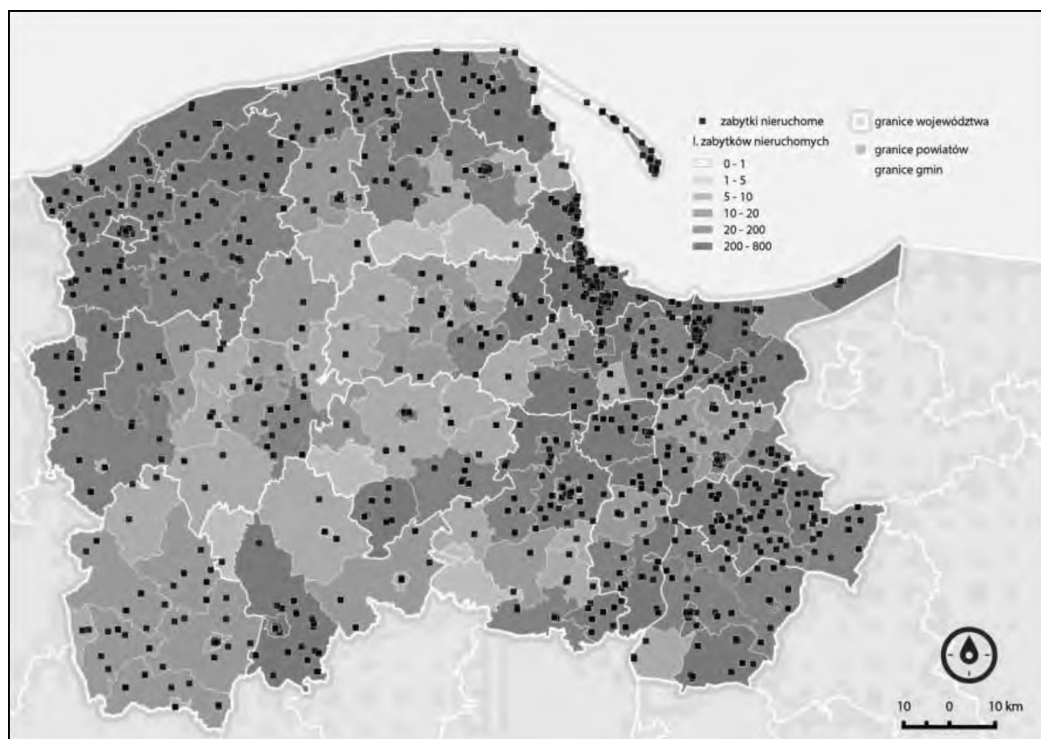 zabytki nieruchome
l. zabytków nieruchomych
0 - 1
1 - 5
5 - 10
10 - 20
20 - 200
200 - 800
granice województwa
granice powiatów
granice gmin
10 0 10 km